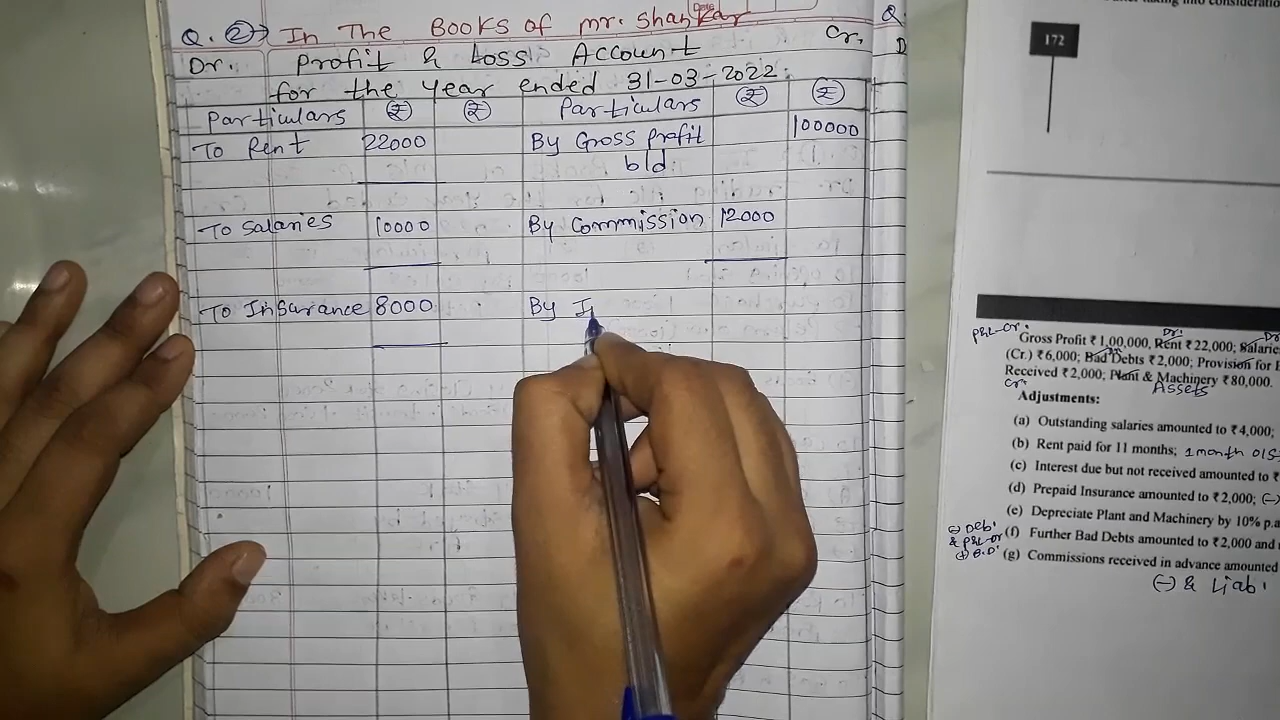 Q. ②→ In The Books of mr. Shankar
Dr. Profit & Loss Account Cr.
for the year ended 31-03-2022.
Particulars ₹ ₹ Particulars ₹ ₹
To Rent 22000 By Gross Profit 100000
b/d.
To Salaries 10000 By Commission 12000
To Insurance 8000 By In
172
P&L-Cr. Dr.
Gross Profit ₹ 1,00,000, Rent ₹ 22,000; Salarie
(Cr.) ₹ 6,000; Bad Debts ₹ 2,000; Provision for
Received ₹ 2,000; Plant & Machinery ₹ 80,000.
Cr. Assets
Adjustments:
(a) Outstanding salaries amounted to ₹ 4,000;
(b) Rent paid for 11 months; 1 month O/S
(c) Interest due but not received amounted to ₹
(d) Prepaid Insurance amounted to ₹ 2,000; (-)
(e) Depreciate Plant and Machinery by 10% p.a
(f) Further Bad Debts amounted to ₹ 2,000 and
(g) Commissions received in advance amounted
(-) & Liab.